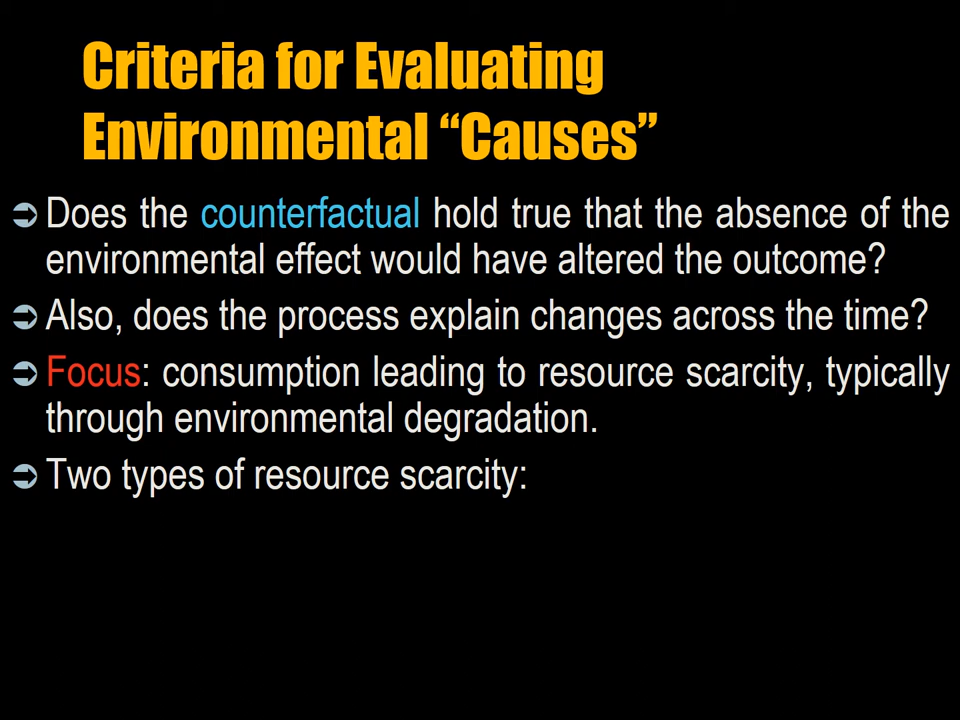 Criteria for Evaluating
Environmental “Causes”
➲ Does the counterfactual hold true that the absence of the
environmental effect would have altered the outcome?
➲ Also, does the process explain changes across the time?
➲ Focus: consumption leading to resource scarcity, typically
through environmental degradation.
➲ Two types of resource scarcity: